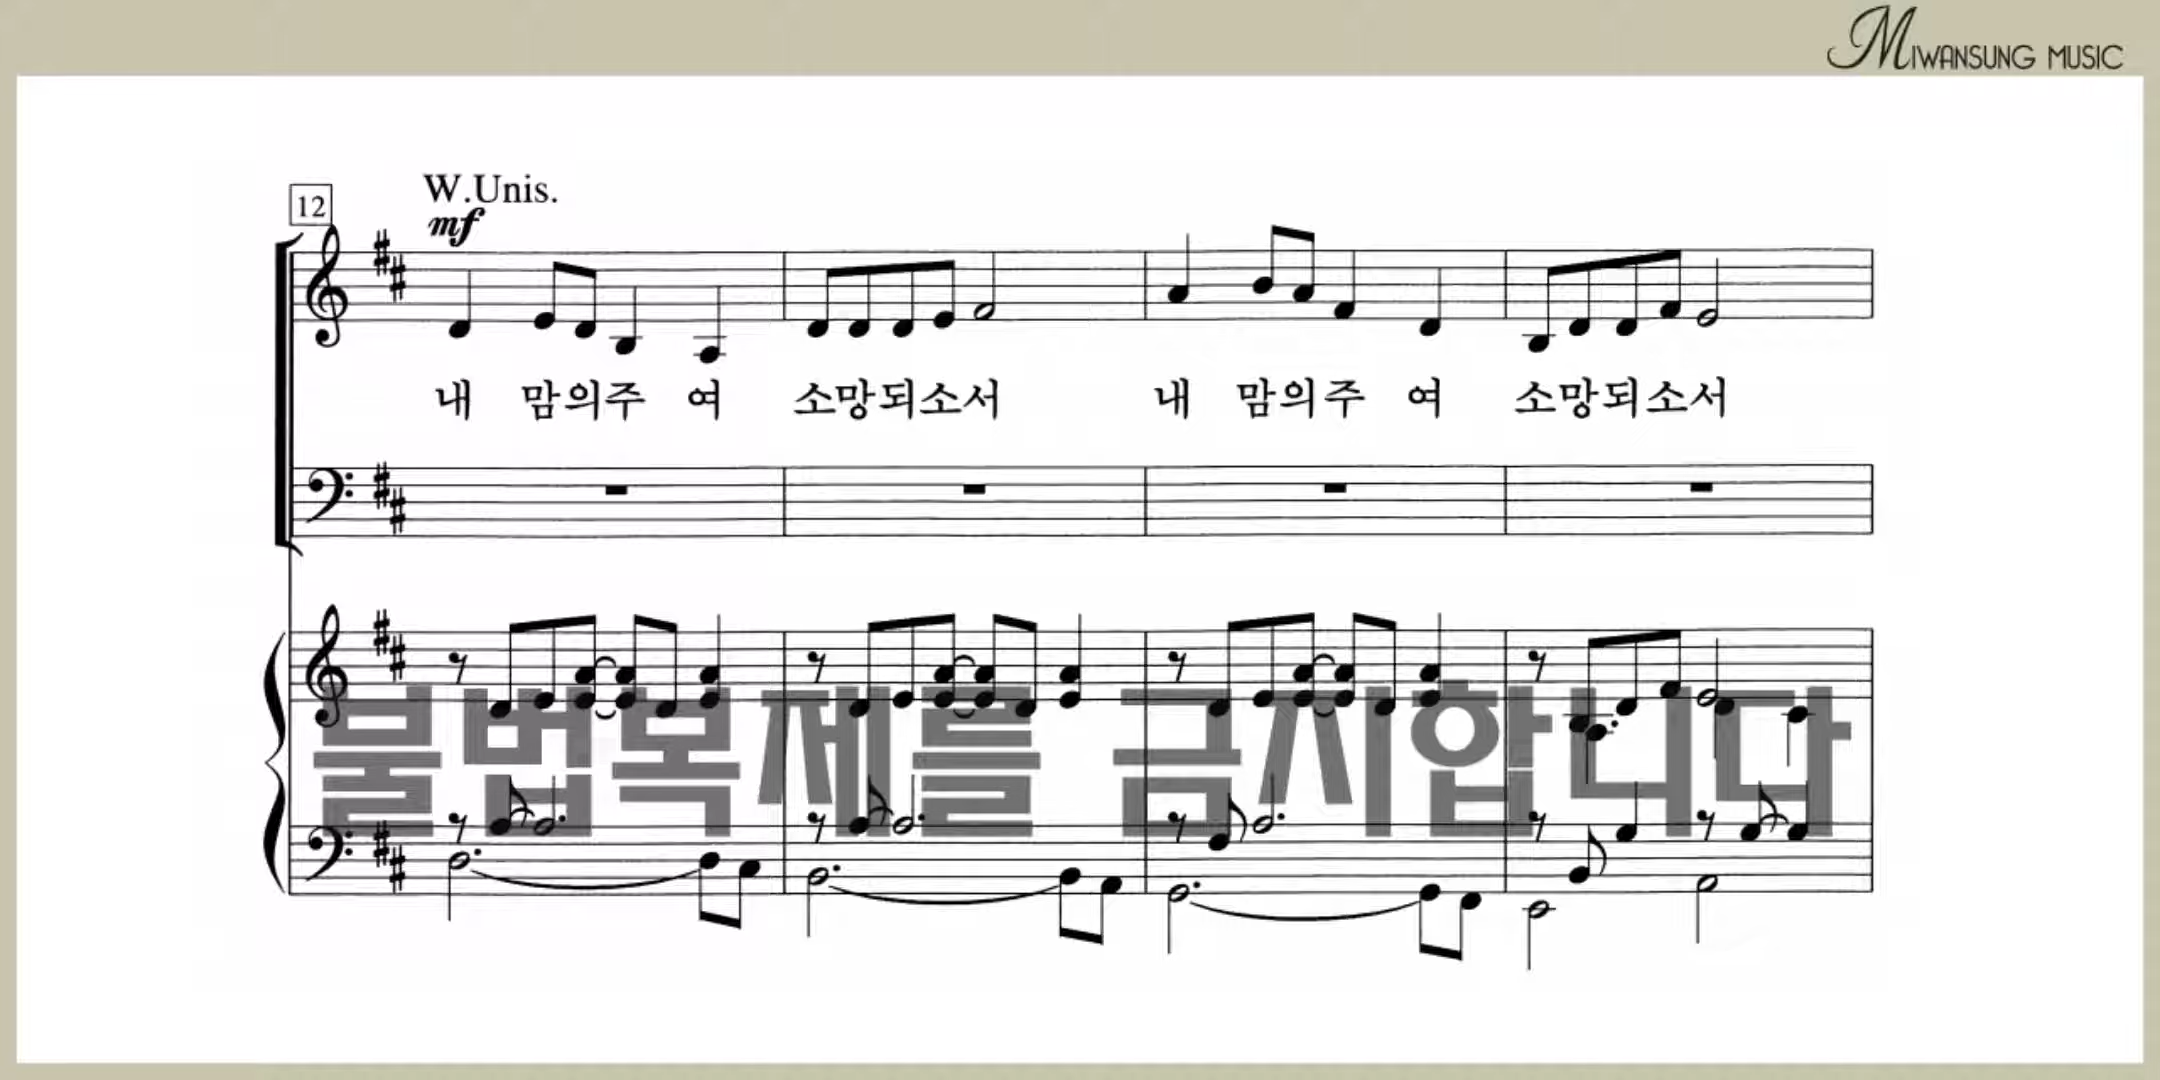 MIWANSUNG MUSIC
W.Unis.
12
mf
내 맘의주 여 소망되소서 내 맘의주 여 소망되소서
불법복제를 금지합니다